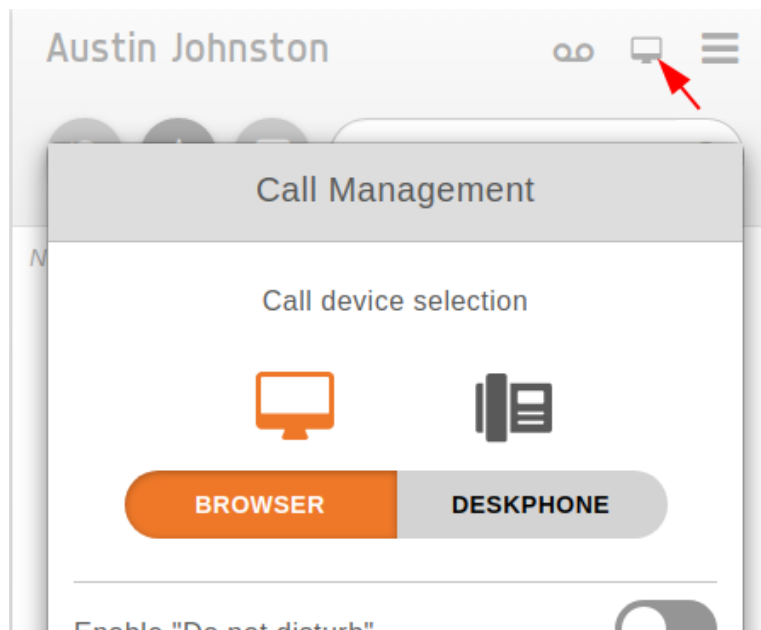 Austin Johnston
Call Management
N
Call device selection
BROWSER DESKPHONE
Enable "Do not disturb"